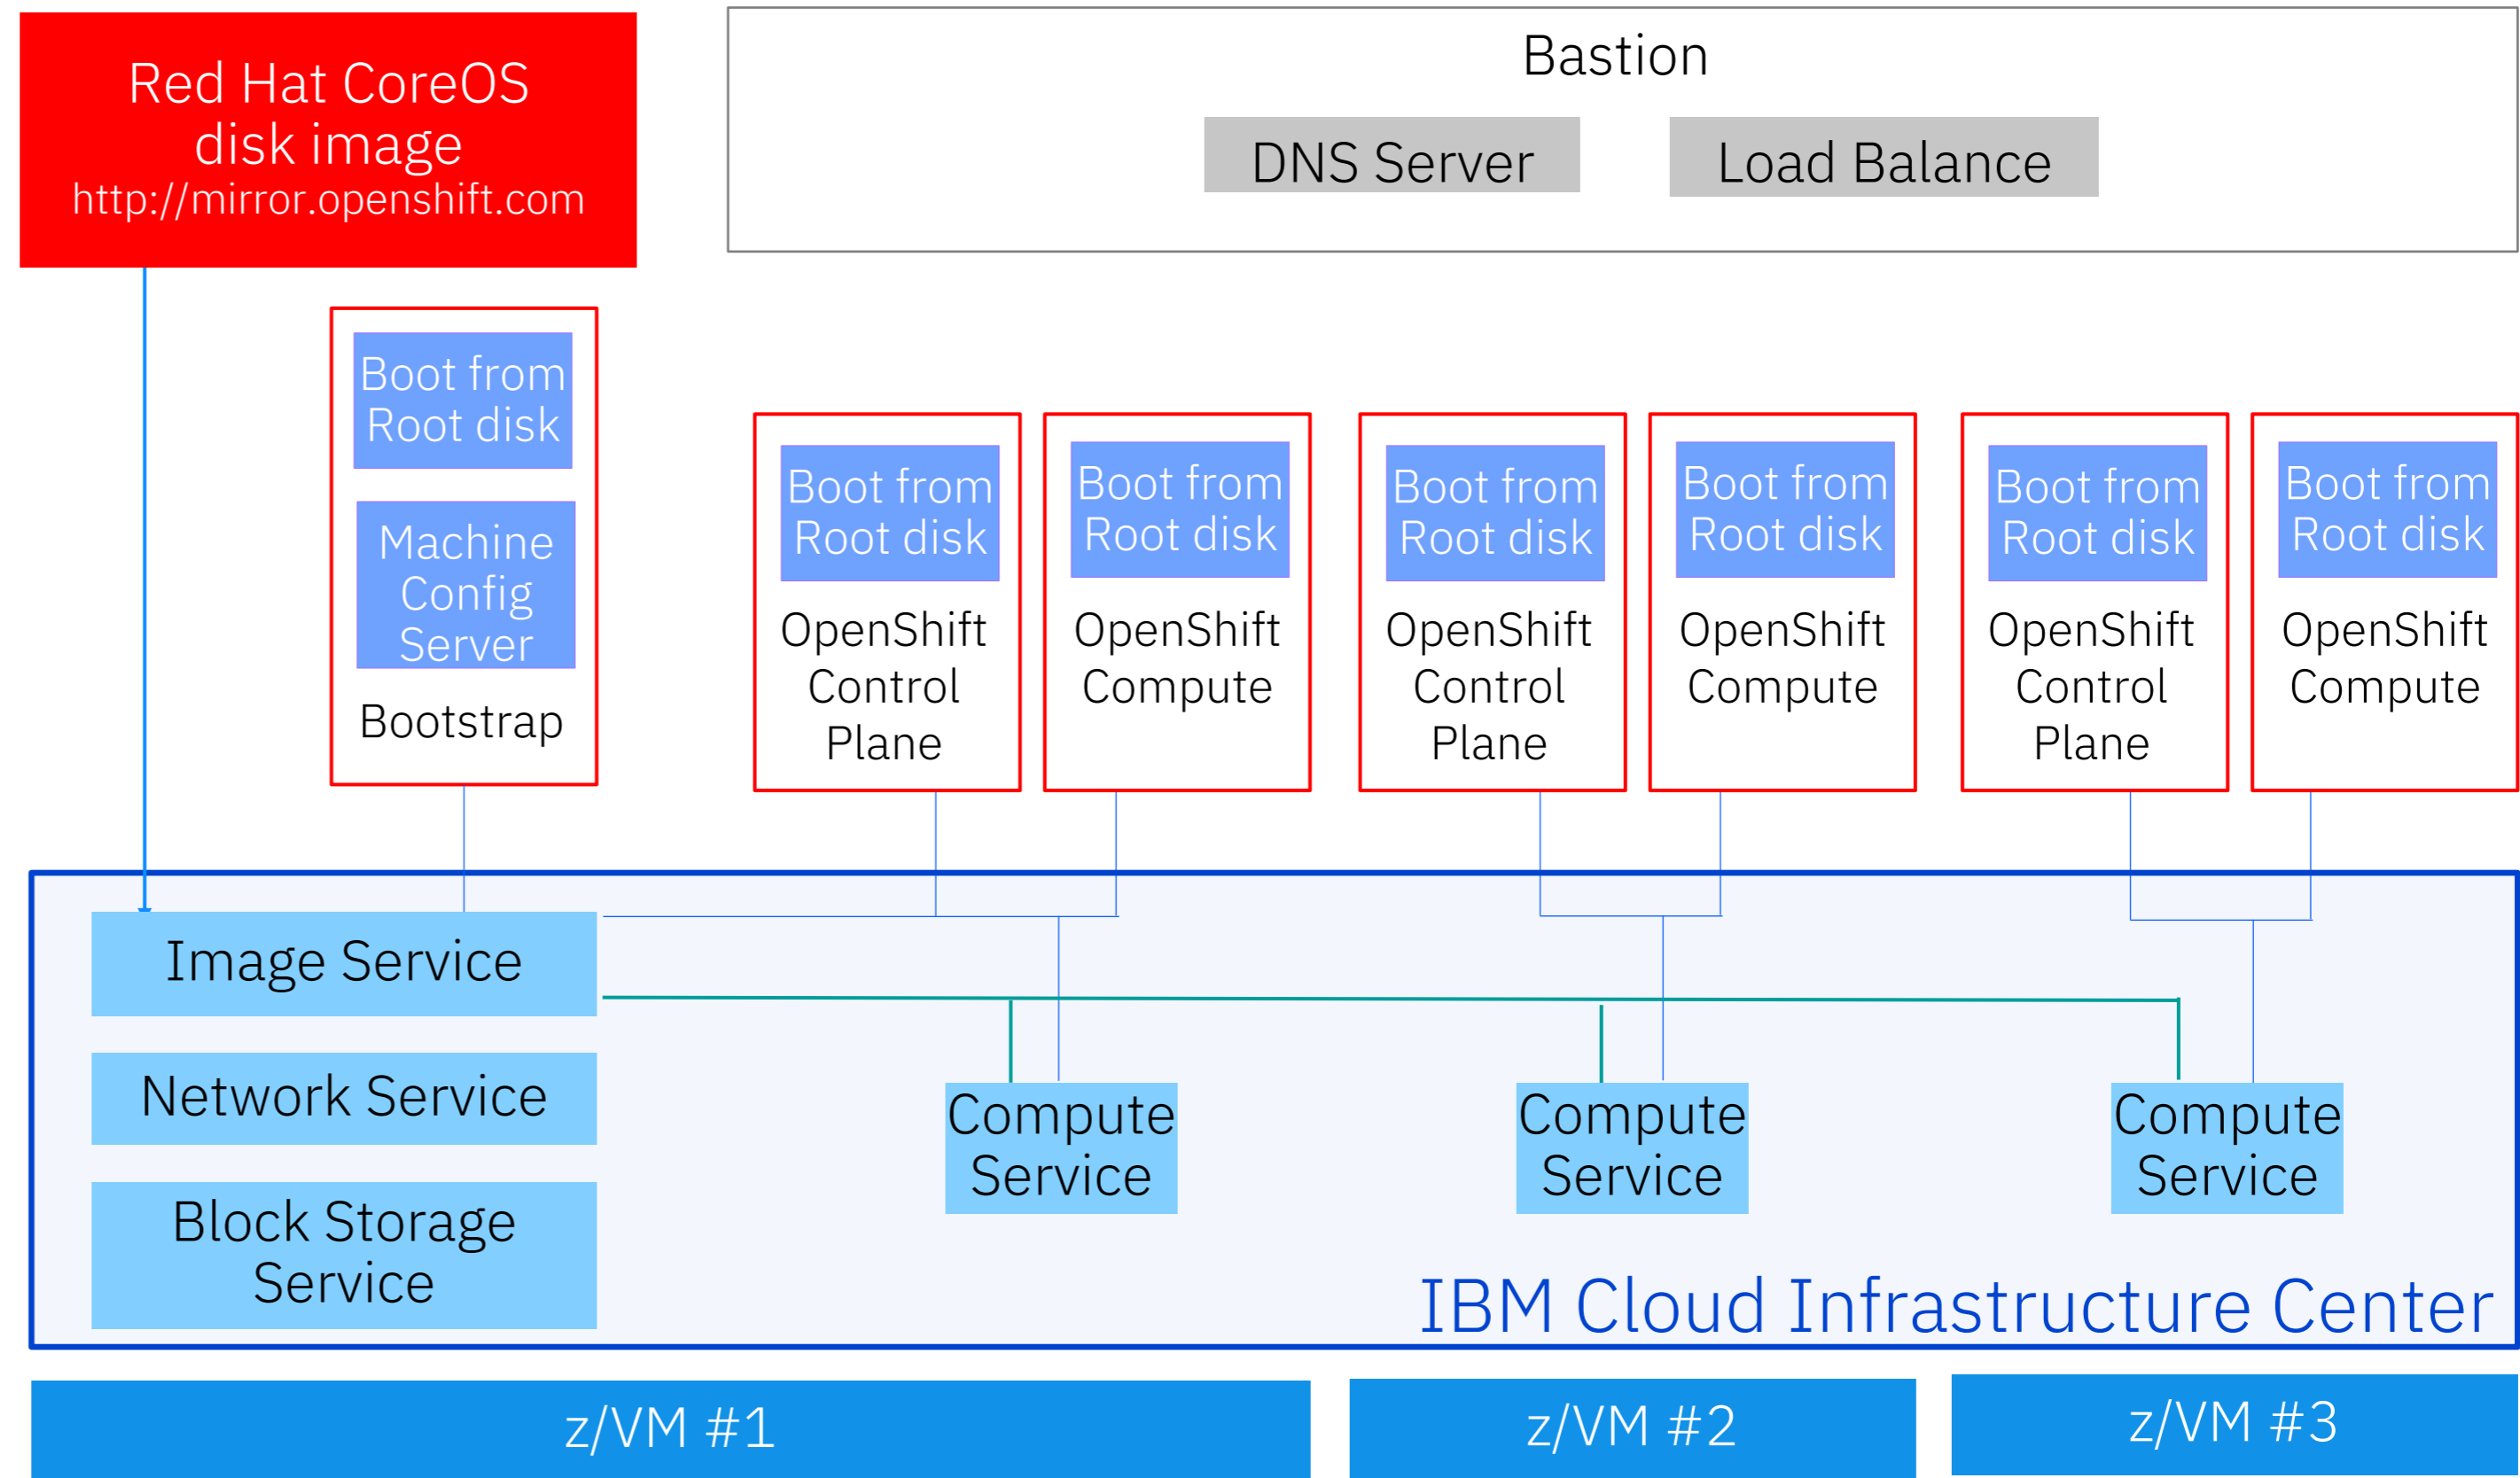 Red Hat CoreOS
disk image
http://mirror.openshift.com
Bastion
DNS Server
Load Balance
Boot from
Root disk
Machine
Config
Server
Bootstrap
Boot from
Root disk
OpenShift
Control
Plane
Boot from
Root disk
OpenShift
Compute
Boot from
Root disk
OpenShift
Control
Plane
Boot from
Root disk
OpenShift
Compute
Boot from
Root disk
OpenShift
Control
Plane
Boot from
Root disk
OpenShift
Compute
Image Service
Network Service
Block Storage
Service
Compute
Service
Compute
Service
Compute
Service
IBM Cloud Infrastructure Center
z/VM #1
z/VM #2
z/VM #3